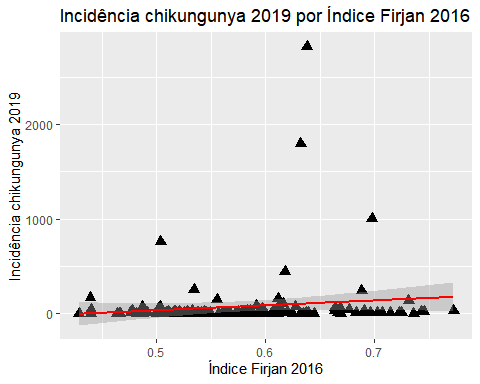 Incidência chikungunya 2019 por Índice Firjan 2016
Incidência chikungunya 2019
2000
1000
0
0.5 0.6 0.7
Índice Firjan 2016